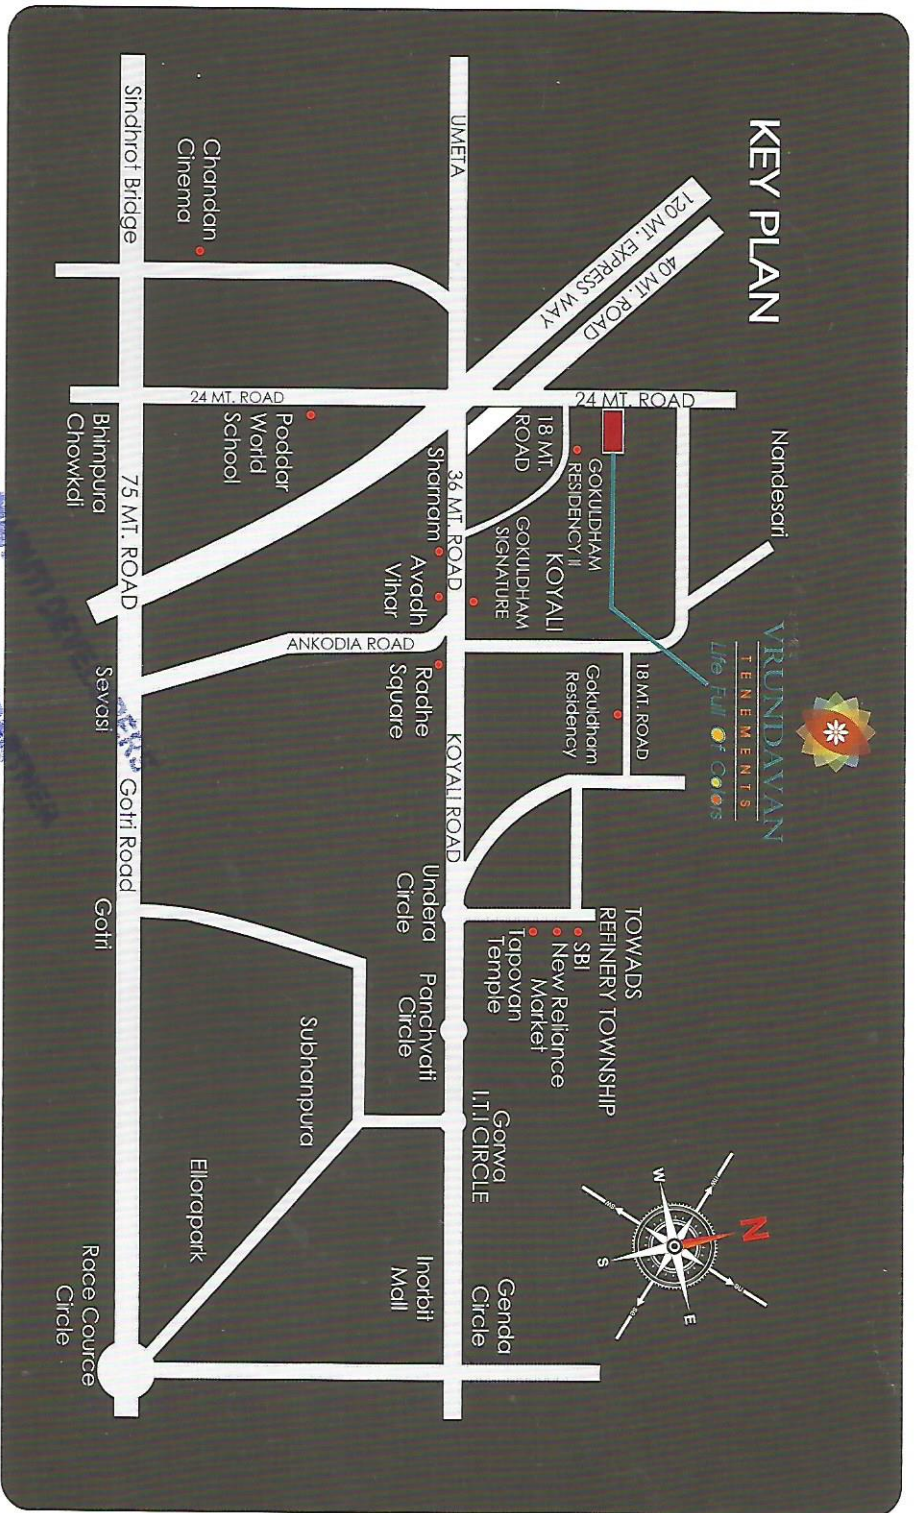 KEY PLAN
VRUNDAVAN
TENEMENTS
Life Full Of Colors
Nandesari
N
W
E
S
NW
NE
SW
SE
120 MT. EXPRESS WAY
40 MT. ROAD
24 MT. ROAD
18 MT. ROAD
TOWADS
REFINERY TOWNSHIP
GOKULDHAM
RESIDENCY II
Gokuldham
Residency
SBI
New Reliance
Market
Tapovan
Temple
18 MT.
ROAD
KOYALI
GOKULDHAM
SIGNATURE
Gorwa
I.T.I CIRCLE
Genda
Circle
UMETA
36 MT. ROAD
KOYALI ROAD
Sharnam
Avadh
Vihar
Radhe
Square
Undera
Circle
Panchvati
Circle
Inorbit
Mall
ANKODIA ROAD
24 MT. ROAD
Poddar
World
School
Subhanpura
Chandan
Cinema
Ellorapark
Sindhrot Bridge
75 MT. ROAD
Gotri Road
Bhimpura
Chowkdi
Sevasi
Gotri
Race Cource
Circle